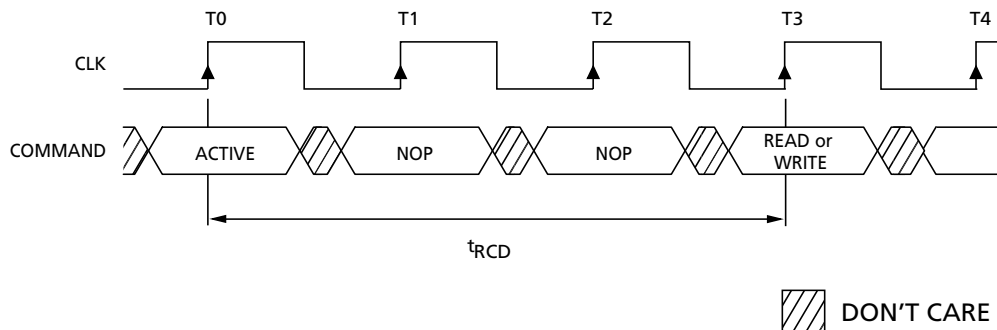 T0 T1 T2 T3 T4
CLK
COMMAND ACTIVE NOP NOP READ or
WRITE
tRCD
DON'T CARE